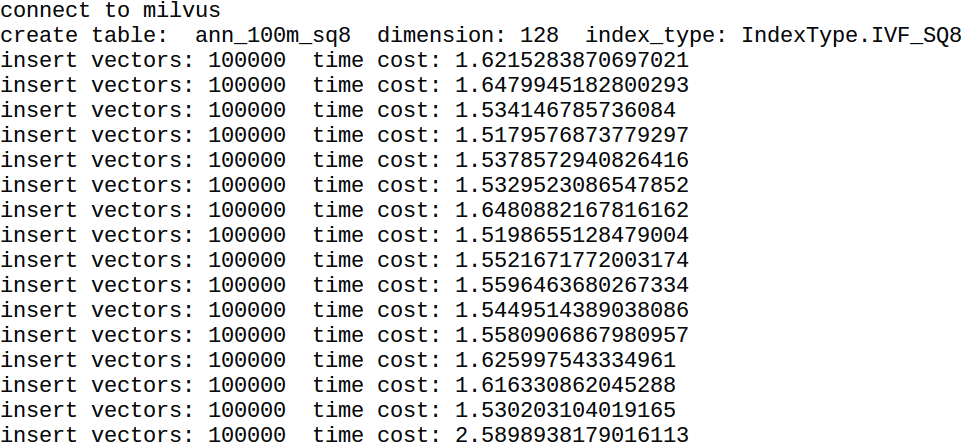 connect to milvus
create table:  ann_100m_sq8  dimension: 128  index_type: IndexType.IVF_SQ8
insert vectors: 100000  time cost: 1.6215283870697021
insert vectors: 100000  time cost: 1.6479945182800293
insert vectors: 100000  time cost: 1.534146785736084
insert vectors: 100000  time cost: 1.5179576873779297
insert vectors: 100000  time cost: 1.5378572940826416
insert vectors: 100000  time cost: 1.5329523086547852
insert vectors: 100000  time cost: 1.6480882167816162
insert vectors: 100000  time cost: 1.5198655128479004
insert vectors: 100000  time cost: 1.5521671772003174
insert vectors: 100000  time cost: 1.5596463680267334
insert vectors: 100000  time cost: 1.5449514389038086
insert vectors: 100000  time cost: 1.5580906867980957
insert vectors: 100000  time cost: 1.625997543334961
insert vectors: 100000  time cost: 1.616330862045288
insert vectors: 100000  time cost: 1.530203104019165
insert vectors: 100000  time cost: 2.5898938179016113